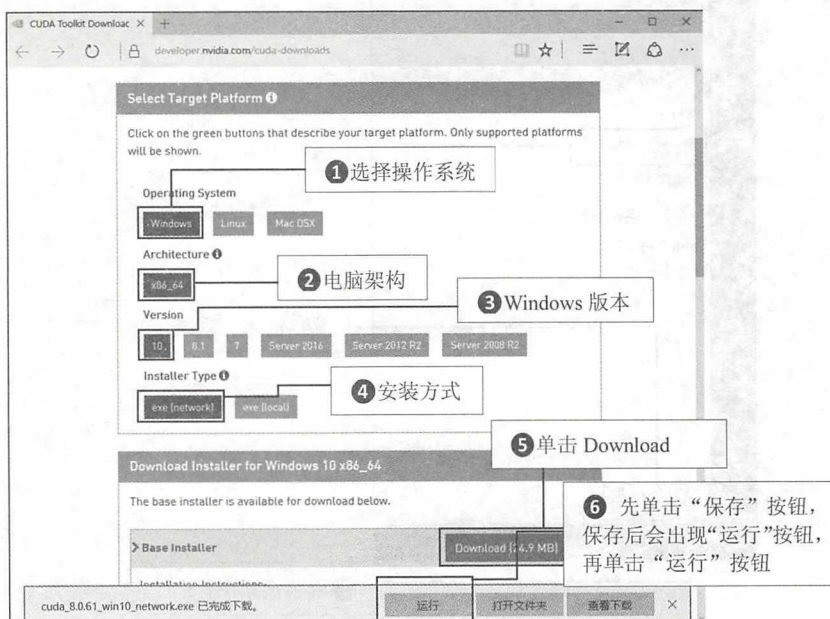 CUDA Toolkit Downloac
developer.nvidia.com/cuda-downloads
Select Target Platform
Click on the green buttons that describe your target platform. Only supported platforms
will be shown.
❶选择操作系统
Operating System
Windows Linux Mac OSX
Architecture
❷电脑架构
x86_64
❸Windows 版本
Version
10 8.1 7 Server 2016 Server 2012 R2 Server 2008 R2
Installer Type
❹安装方式
exe (network) exe (local)
❺单击 Download
Download Installer for Windows 10 x86_64
The base installer is available for download below.
❻ 先单击“保存”按钮，
保存后会出现“运行”按钮，
再单击“运行”按钮
Base Installer
Download (24.9 MB)
Installation Instructions:
cuda_8.0.61_win10_network.exe 已完成下载。
运行 打开文件夹 查看下载